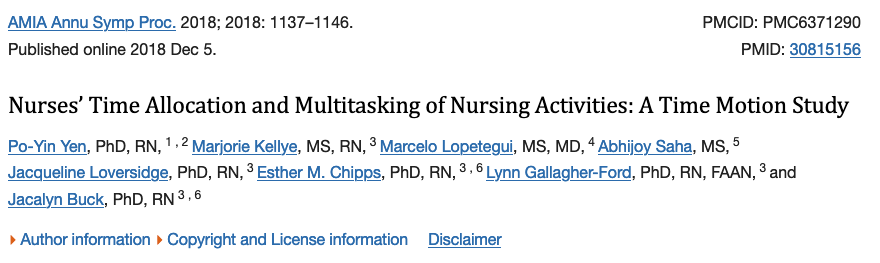 AMIA Annu Symp Proc. 2018; 2018: 1137–1146. PMCID: PMC6371290
Published online 2018 Dec 5. PMID: 30815156
Nurses’ Time Allocation and Multitasking of Nursing Activities: A Time Motion Study
Po-Yin Yen, PhD, RN, 1 , 2 Marjorie Kellye, MS, RN, 3 Marcelo Lopetegui, MS, MD, 4 Abhijoy Saha, MS, 5
Jacqueline Loversidge, PhD, RN, 3 Esther M. Chipps, PhD, RN, 3 , 6 Lynn Gallagher-Ford, PhD, RN, FAAN, 3 and
Jacalyn Buck, PhD, RN 3 , 6
Author information Copyright and License information Disclaimer